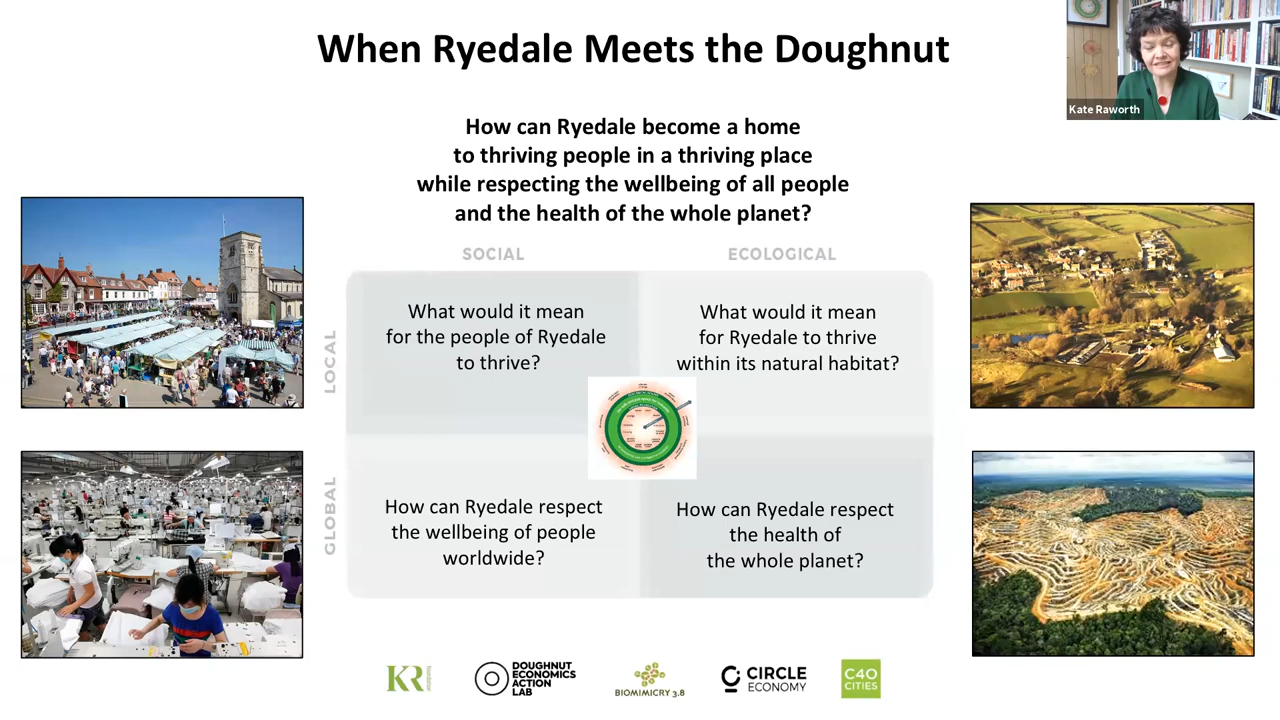 When Ryedale Meets the Doughnut
Kate Raworth
How can Ryedale become a home
to thriving people in a thriving place
while respecting the wellbeing of all people
and the health of the whole planet?
SOCIAL
ECOLOGICAL
LOCAL
What would it mean
for the people of Ryedale
to thrive?
What would it mean
for Ryedale to thrive
within its natural habitat?
GLOBAL
How can Ryedale respect
the wellbeing of people
worldwide?
How can Ryedale respect
the health of
the whole planet?
KR
DOUGHNUT
ECONOMICS
ACTION
LAB
BIOMIMICRY 3.8
CIRCLE
ECONOMY
C40
CITIES